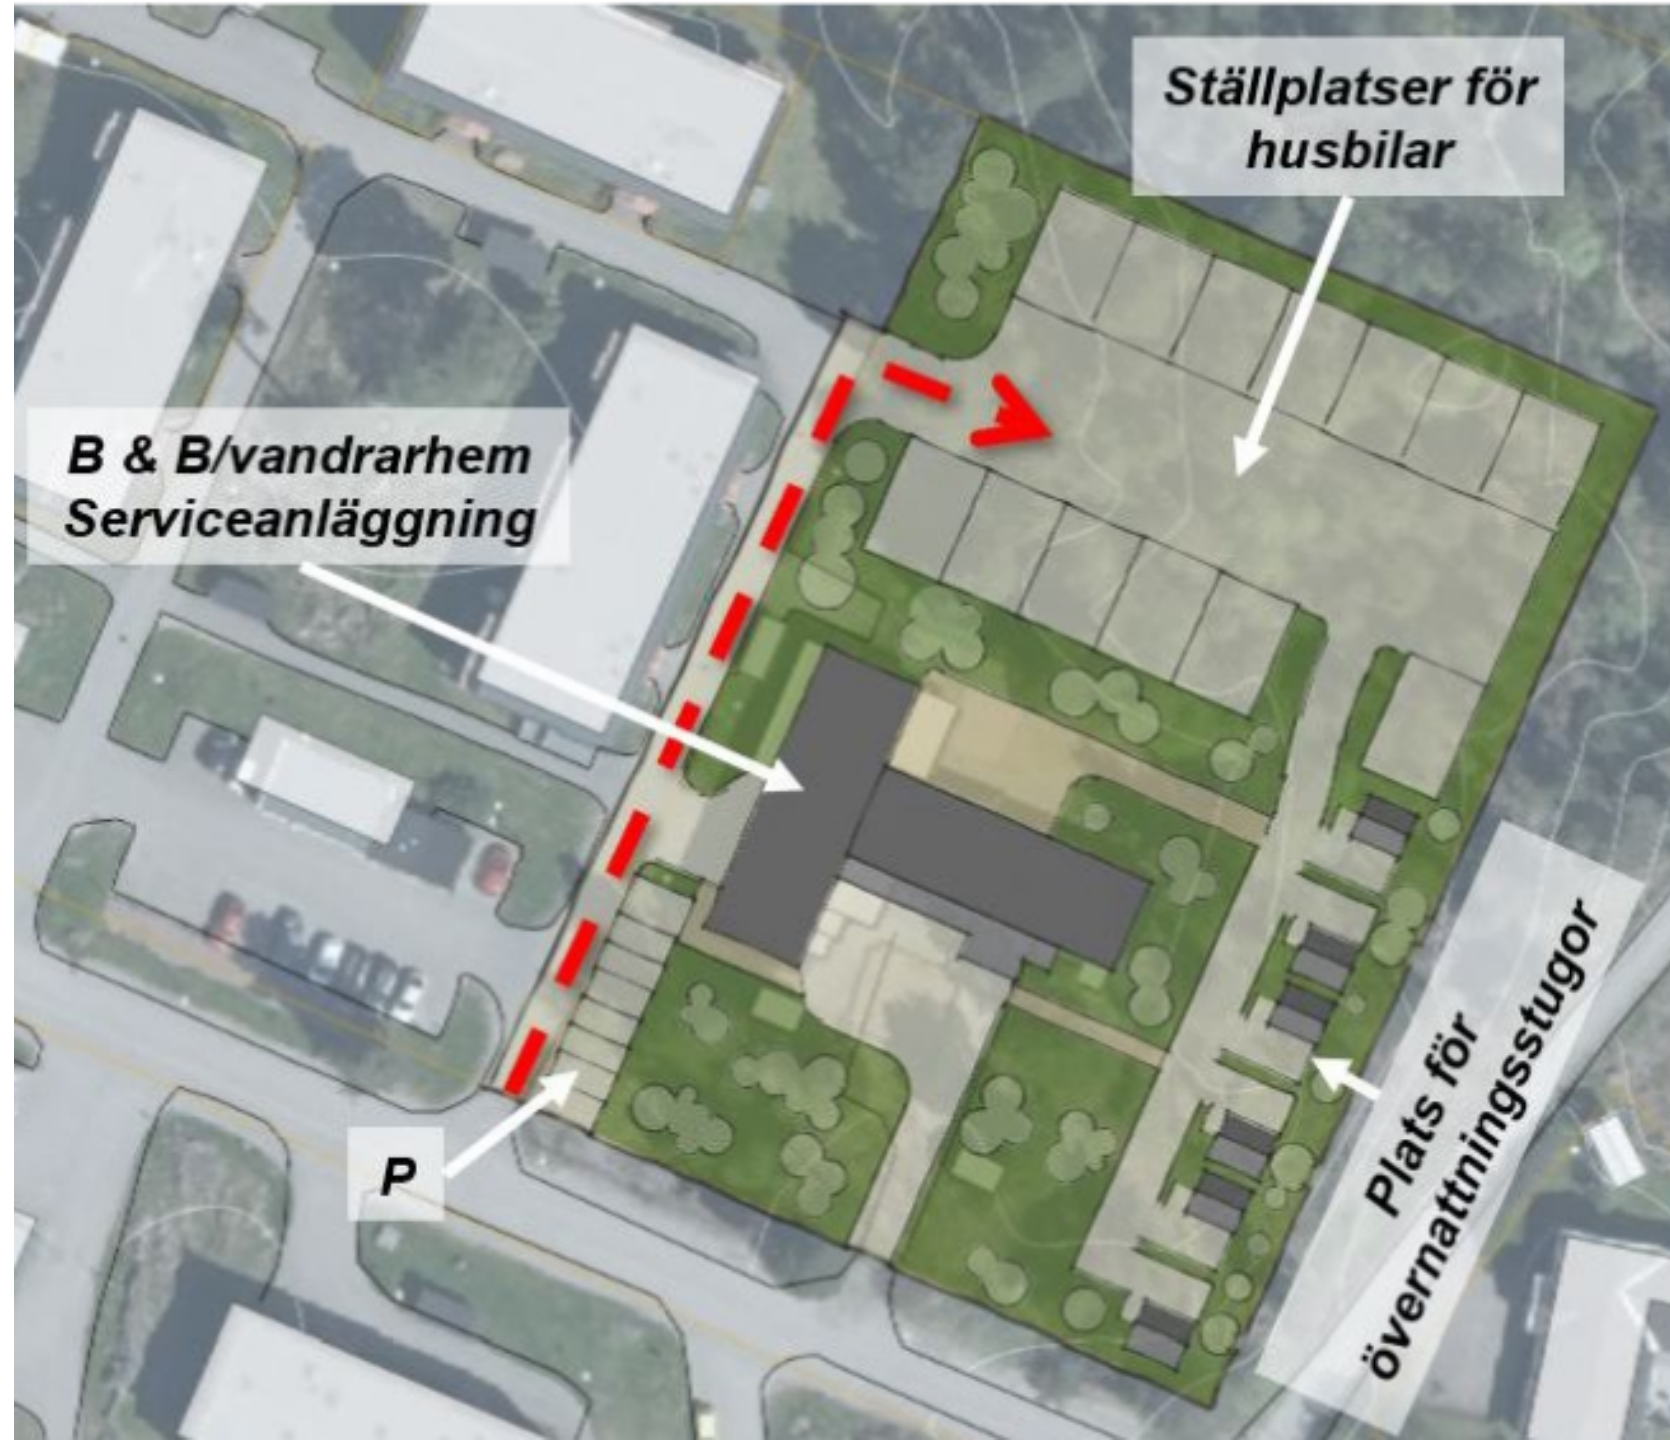 Ställplatser för
husbilar
B & B/vandrarhem
Serviceanläggning
P
Plats för
övernattningsstugor